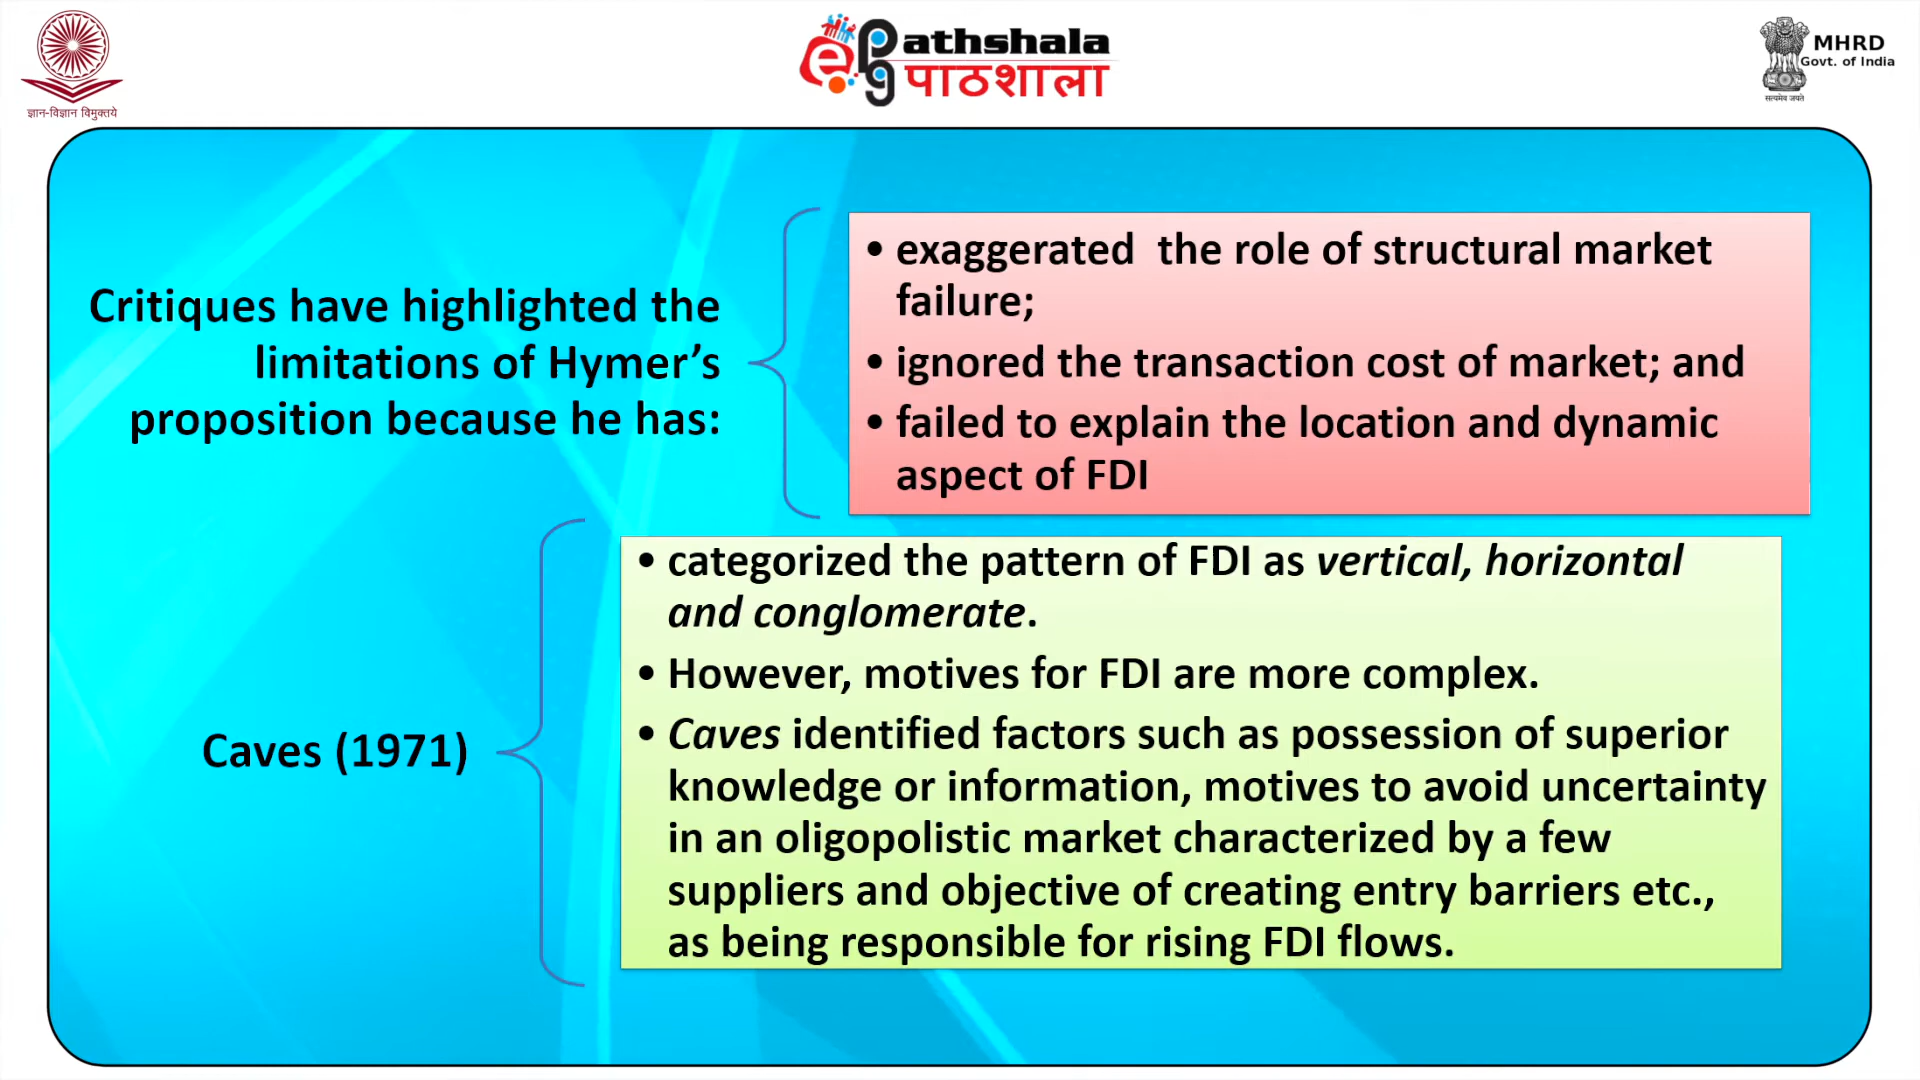 ज्ञान-विज्ञान विमुक्तये
e PG athshala
पाठशाला
MHRD
Govt. of India
सत्यमेव जयते
Critiques have highlighted the
limitations of Hymer’s
proposition because he has:
• exaggerated  the role of structural market
failure;
• ignored the transaction cost of market; and
• failed to explain the location and dynamic
aspect of FDI
Caves (1971)
• categorized the pattern of FDI as vertical, horizontal
and conglomerate.
• However, motives for FDI are more complex.
• Caves identified factors such as possession of superior
knowledge or information, motives to avoid uncertainty
in an oligopolistic market characterized by a few
suppliers and objective of creating entry barriers etc.,
as being responsible for rising FDI flows.